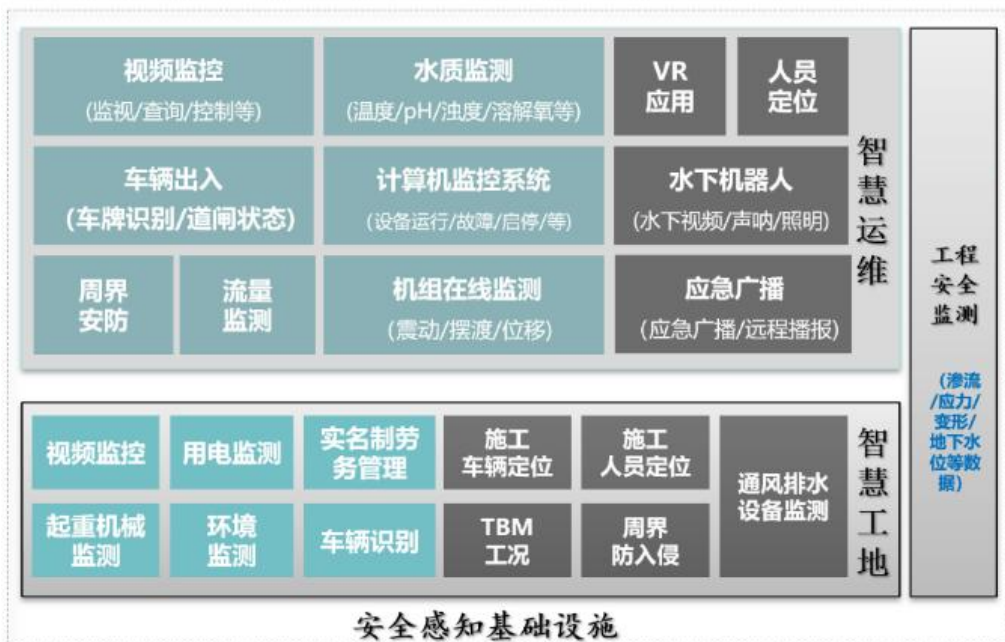 视频监控
(监视/查询/控制等)
水质监测
(温度/pH/浊度/溶解氧等)
VR
应用
人员
定位
车辆出入
(车牌识别/道闸状态)
计算机监控系统
(设备运行/故障/启停/等)
水下机器人
(水下视频/声呐/照明)
周界
安防
流量
监测
机组在线监测
(震动/摆渡/位移)
应急广播
(应急广播/远程播报)
智慧运维
视频监控
用电监测
实名制劳
务管理
施工
车辆定位
施工
人员定位
通风排水
设备监测
起重机械
监测
环境
监测
车辆识别
TBM
工况
周界
防入侵
智慧工地
工程
安全
监测
(渗流
/应力/
变形/
地下水
位等数
据)
安全感知基础设施